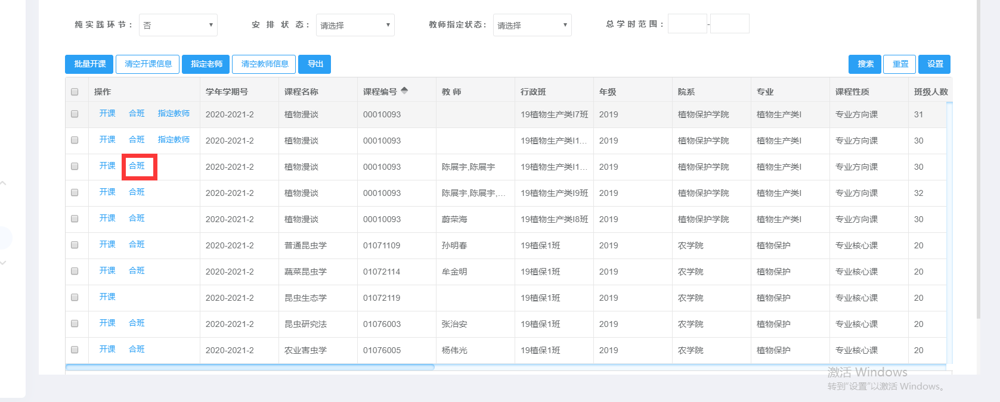 纯实践环节： 否 安排状态： 请选择 教师指定状态： 请选择 总学时范围： -
批量开课 清空开课信息 指定老师 清空教师信息 导出 搜索 重置 设置
操作 学年学期号 课程名称 课程编号 教 师 行政班 年级 院系 专业 课程性质 班级人数
开课 合班 指定教师 2020-2021-2 植物漫谈 00010093 19植物生产类I7班 2019 植物保护学院 植物生产类I 专业方向课 31
开课 合班 指定教师 2020-2021-2 植物漫谈 00010093 19植物生产类I1... 2019 植物保护学院 植物生产类I 专业方向课 30
开课 合班 2020-2021-2 植物漫谈 00010093 陈展宇,陈展宇 19植物生产类I1... 2019 植物保护学院 植物生产类I 专业方向课 30
开课 合班 2020-2021-2 植物漫谈 00010093 陈展宇,陈展宇,... 19植物生产类I9班 2019 植物保护学院 植物生产类I 专业方向课 32
开课 合班 2020-2021-2 植物漫谈 00010093 蔚荣海 19植物生产类I8班 2019 植物保护学院 植物生产类I 专业方向课 30
开课 合班 2020-2021-2 普通昆虫学 01071109 孙明春 19植保1班 2019 农学院 植物保护 专业核心课 20
开课 合班 2020-2021-2 蔬菜昆虫学 01072114 牟金明 19植保1班 2019 农学院 植物保护 专业核心课 20
开课 2020-2021-2 昆虫生态学 01072119 19植保1班 2019 农学院 植物保护 专业核心课 20
开课 合班 2020-2021-2 昆虫研究法 01076003 张治安 19植保1班 2019 农学院 植物保护 专业核心课 20
开课 合班 2020-2021-2 农业害虫学 01076005 杨伟光 19植保1班 2019 农学院 植物保护 专业核心课 20
激活 Windows
转到"设置"以激活 Windows。